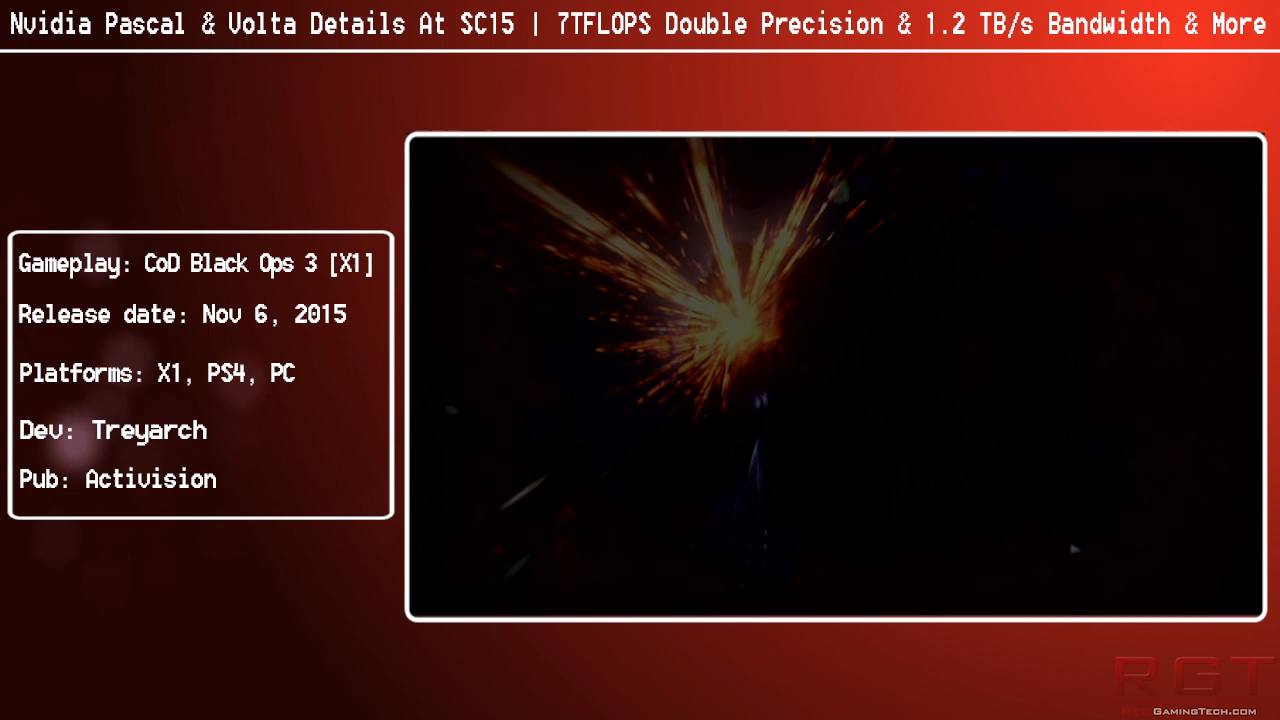 Nvidia Pascal & Volta Details At SC15 | 7TFLOPS Double Precision & 1.2 TB/s Bandwidth & More
Gameplay: CoD Black Ops 3 [X1]
Release date: Nov 6, 2015
Platforms: X1, PS4, PC
Dev: Treyarch
Pub: Activision
RGT
RedGamingTech.com